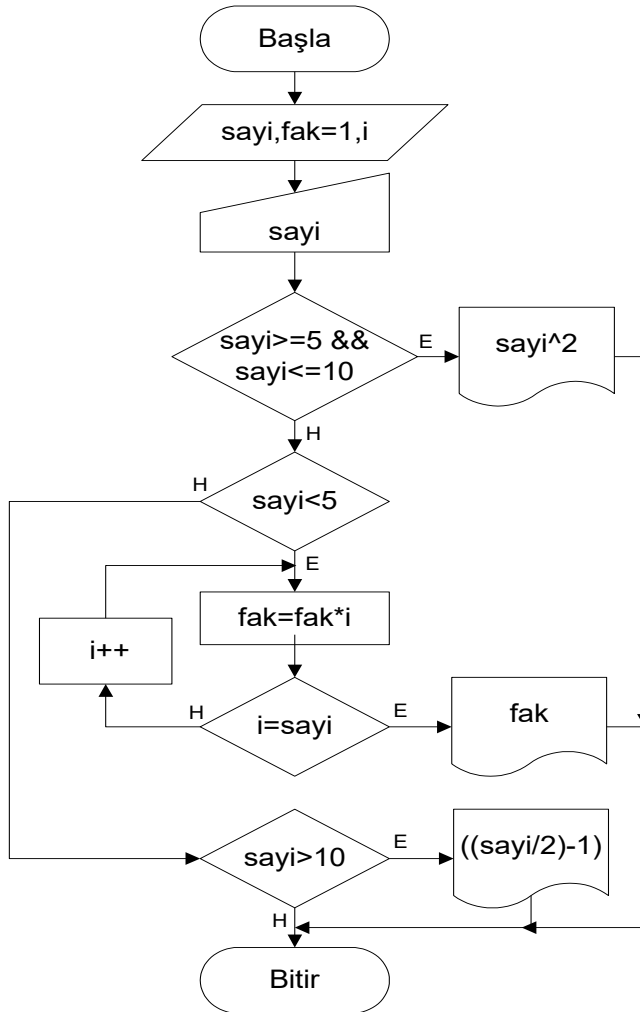 Başla
sayi,fak=1,i
sayi
sayi>=5 &&
sayi<=10
E
sayi^2
H
sayi<5
H
E
fak=fak*i
i++
i=sayi
H
E
fak
sayi>10
E
((sayi/2)-1)
H
Bitir